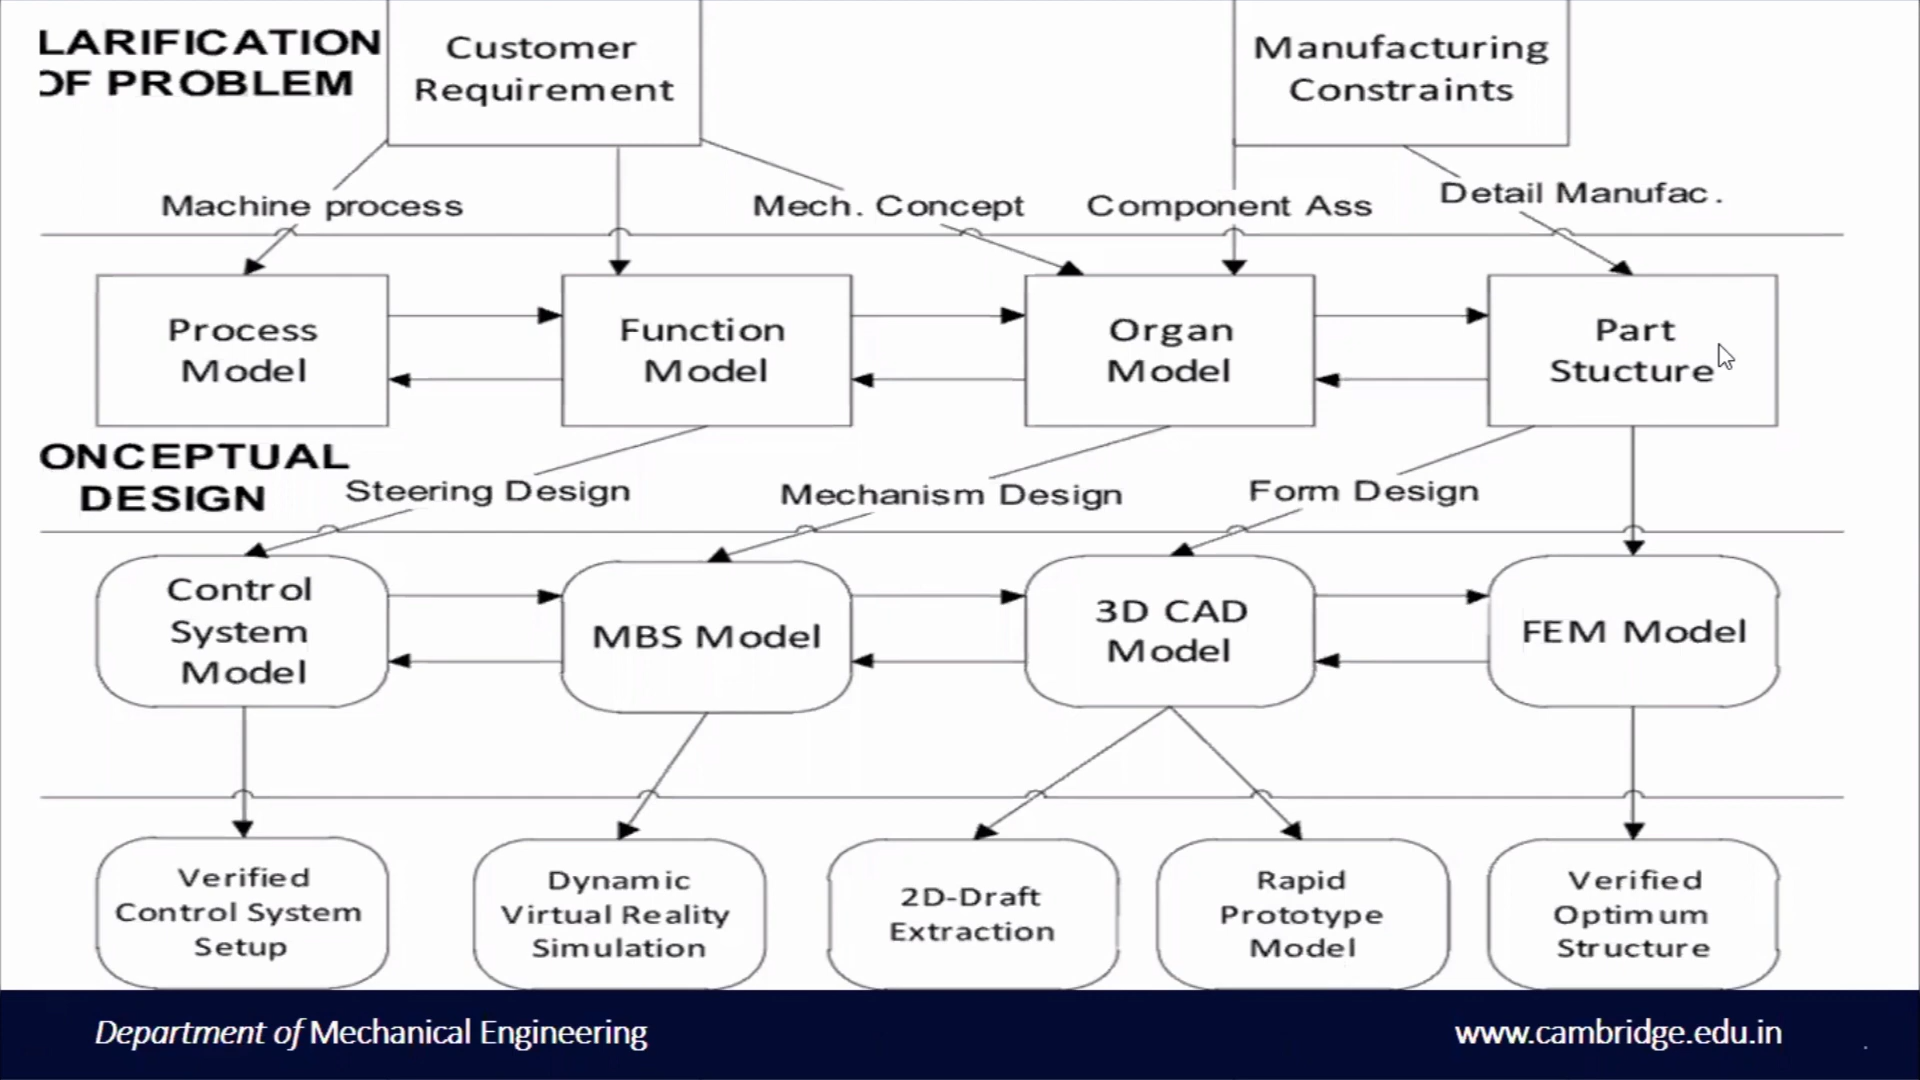 LARIFICATION
OF PROBLEM
Customer
Requirement
Manufacturing
Constraints
Machine process
Mech. Concept
Component Ass
Detail Manufac.
Process
Model
Function
Model
Organ
Model
Part
Stucture
ONCEPTUAL
DESIGN
Steering Design
Mechanism Design
Form Design
Control
System
Model
MBS Model
3D CAD
Model
FEM Model
Verified
Control System
Setup
Dynamic
Virtual Reality
Simulation
2D-Draft
Extraction
Rapid
Prototype
Model
Verified
Optimum
Structure
Department of Mechanical Engineering
www.cambridge.edu.in